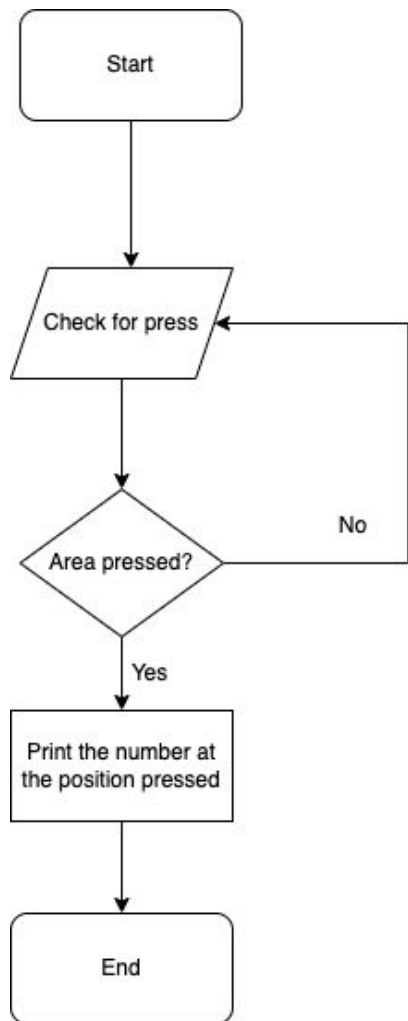 Start
Check for press
Area pressed?
No
Yes
Print the number at
the position pressed
End